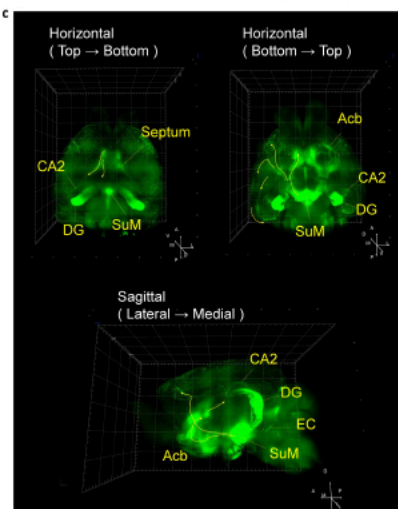 c
Horizontal
( Top → Bottom )
Horizontal
( Bottom → Top )
Septum
CA2
DG
SuM
Acb
CA2
DG
SuM
Sagittal
( Lateral → Medial )
CA2
DG
EC
Acb
SuM